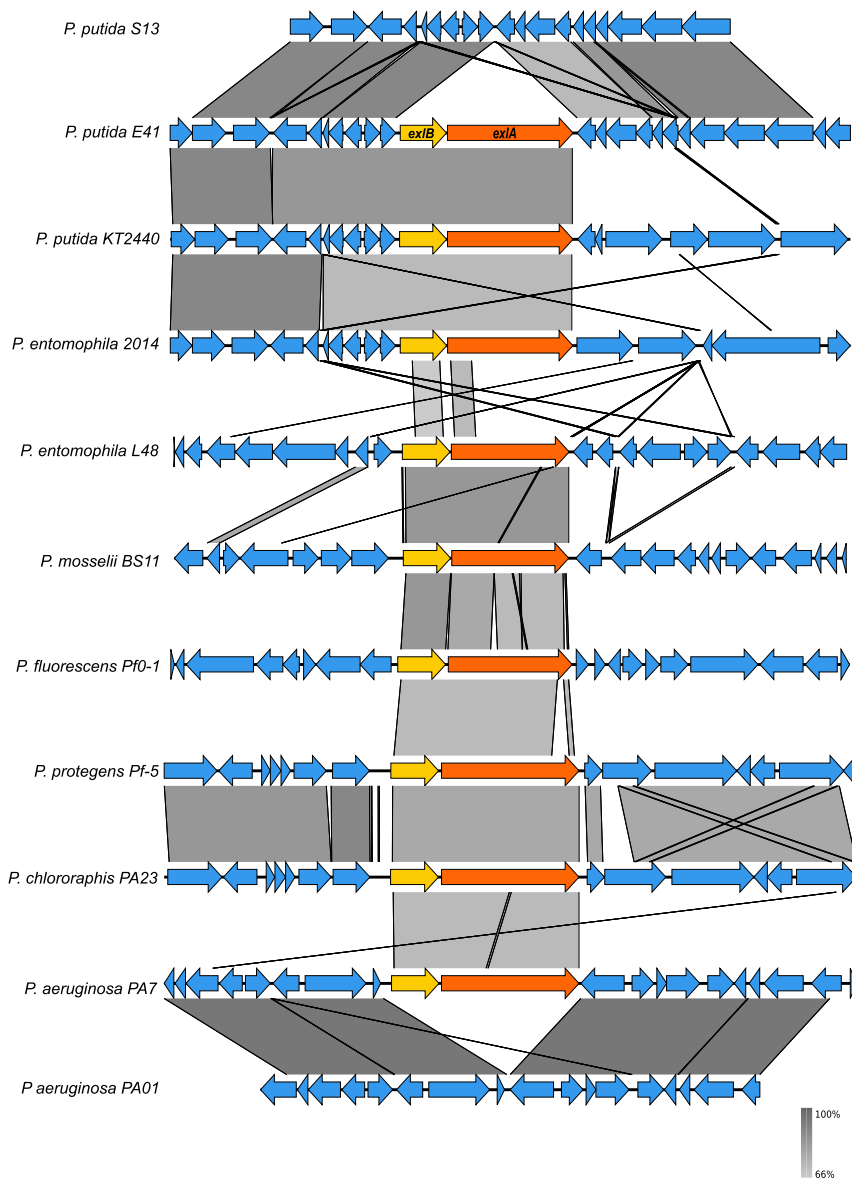 P. putida S13
P. putida E41
exlB
exlA
P. putida KT2440
P. entomophila 2014
P. entomophila L48
P. mosselii BS11
P. fluorescens Pf0-1
P. protegens Pf-5
P. chlororaphis PA23
P. aeruginosa PA7
P aeruginosa PA01
100%
66%